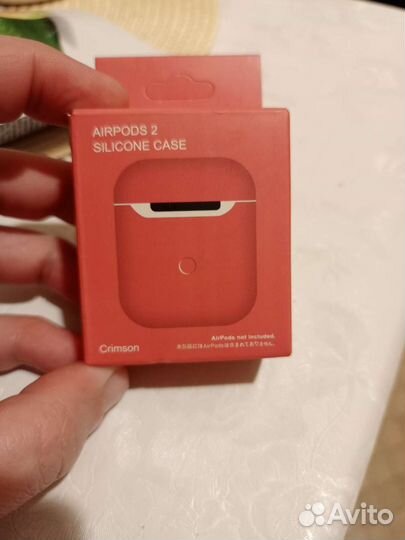 AIRPODS 2
SILICONE CASE
AirPods not included.
Crimson
Avito